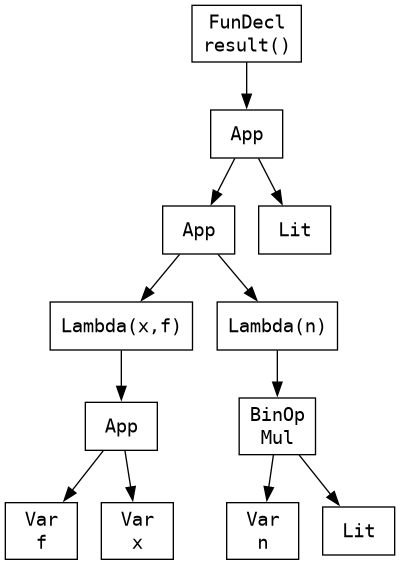 FunDecl
result()
App
App
Lit
Lambda(x,f)
Lambda(n)
App
BinOp
Mul
Var
f
Var
x
Var
n
Lit